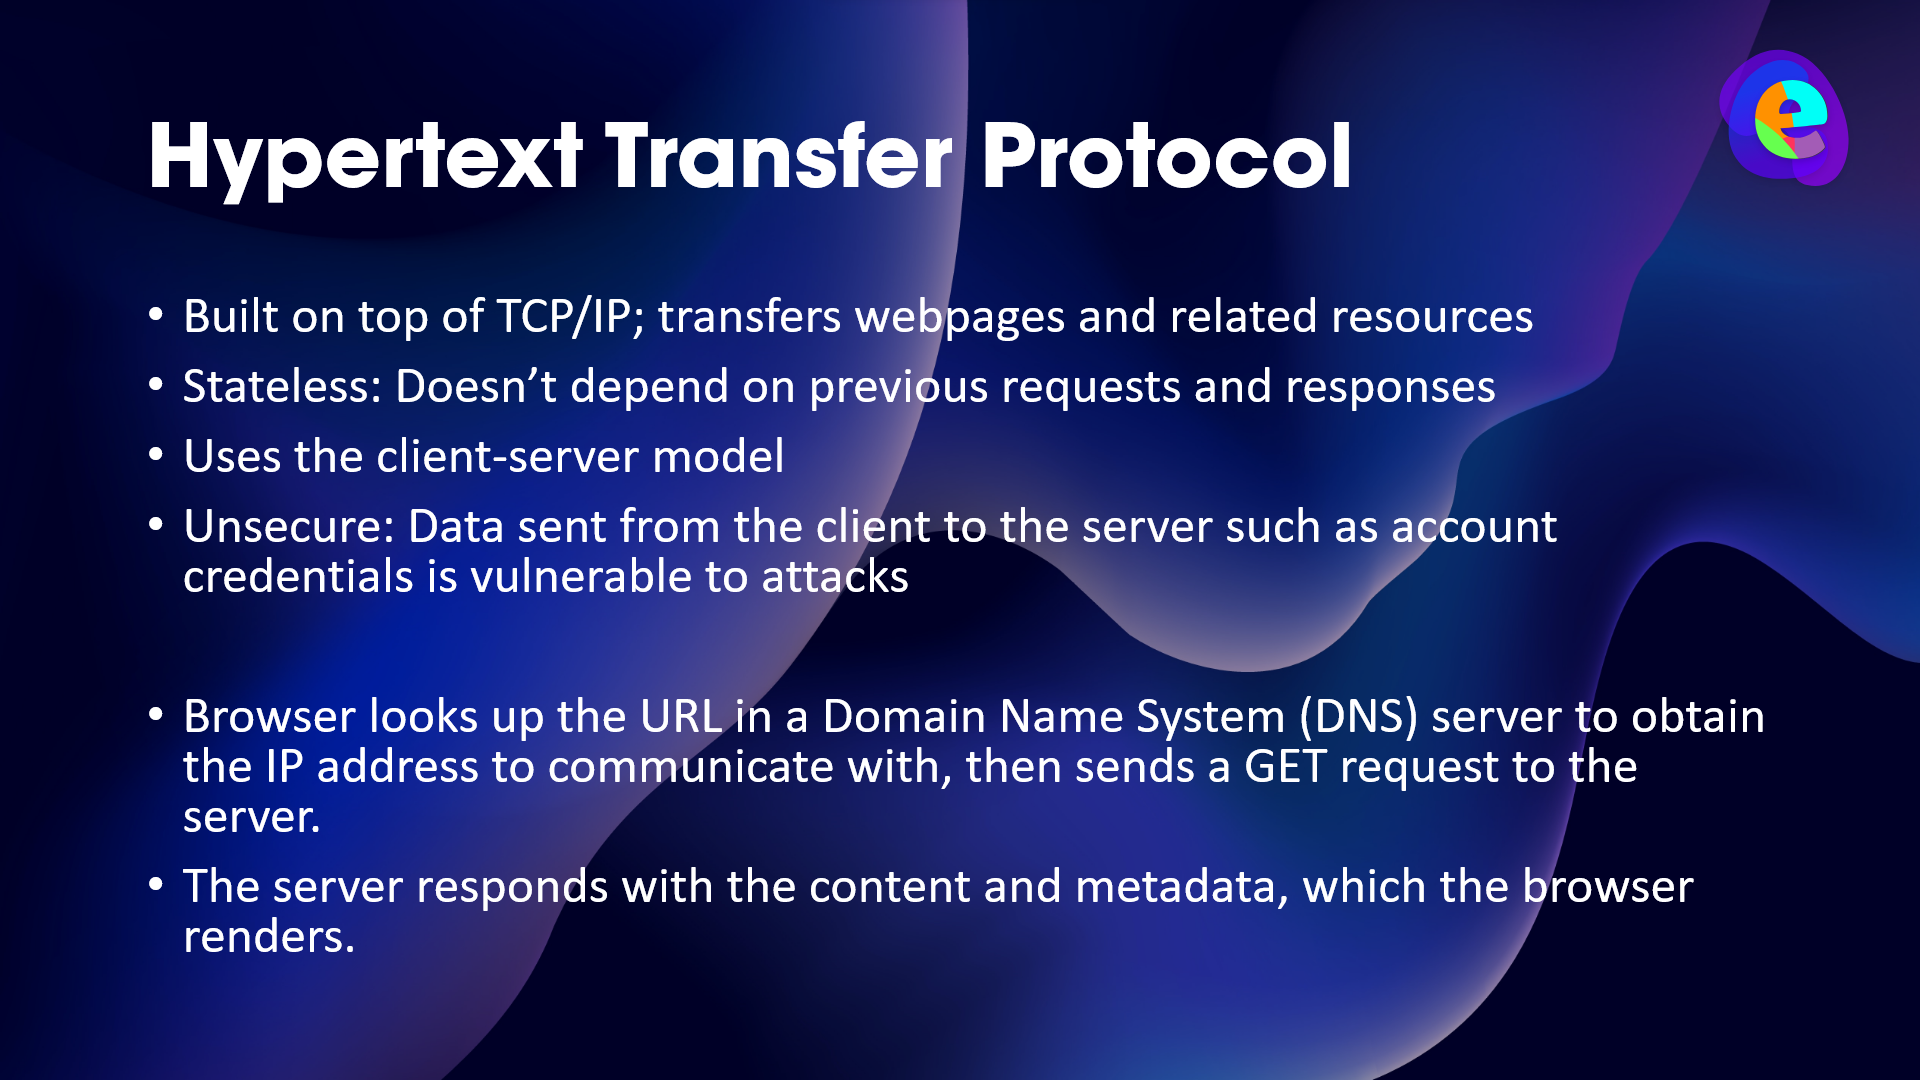 Hypertext Transfer Protocol
e
• Built on top of TCP/IP; transfers webpages and related resources
• Stateless: Doesn’t depend on previous requests and responses
• Uses the client-server model
• Unsecure: Data sent from the client to the server such as account
credentials is vulnerable to attacks
• Browser looks up the URL in a Domain Name System (DNS) server to obtain
the IP address to communicate with, then sends a GET request to the
server.
• The server responds with the content and metadata, which the browser
renders.